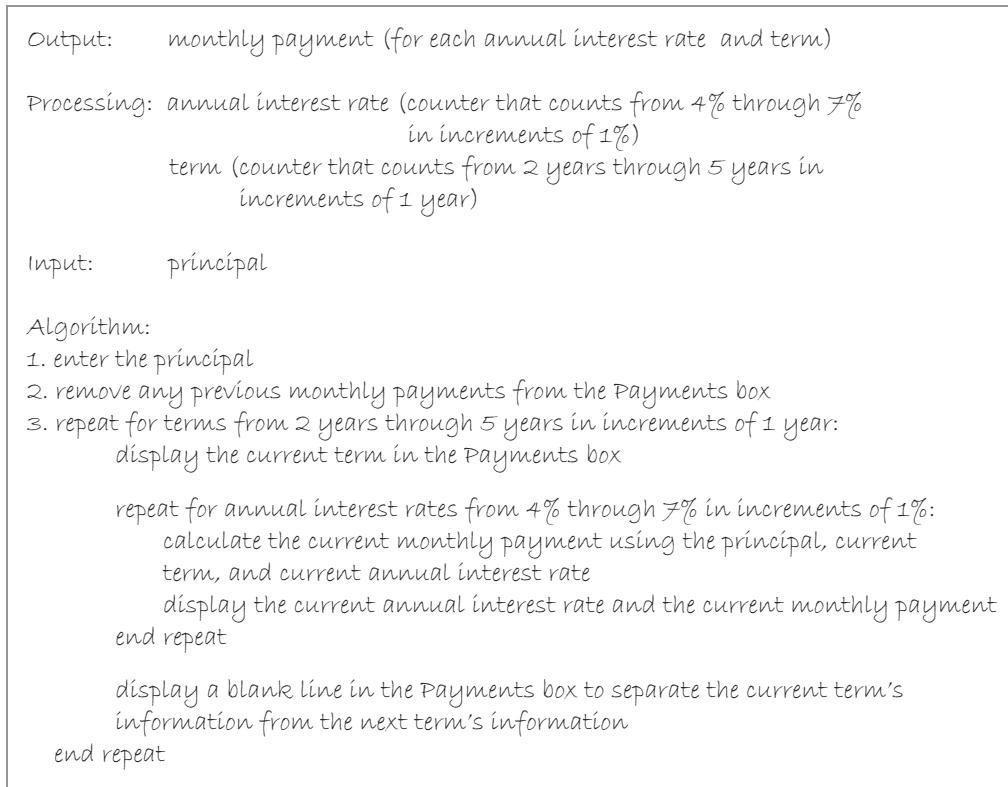 Output: monthly payment (for each annual interest rate and term)
Processing: annual interest rate (counter that counts from 4% through 7%
in increments of 1%)
term (counter that counts from 2 years through 5 years in
increments of 1 year)
Input: principal
Algorithm:
1. enter the principal
2. remove any previous monthly payments from the Payments box
3. repeat for terms from 2 years through 5 years in increments of 1 year:
display the current term in the Payments box
repeat for annual interest rates from 4% through 7% in increments of 1%:
calculate the current monthly payment using the principal, current
term, and current annual interest rate
display the current annual interest rate and the current monthly payment
end repeat
display a blank line in the Payments box to separate the current term's
information from the next term's information
end repeat